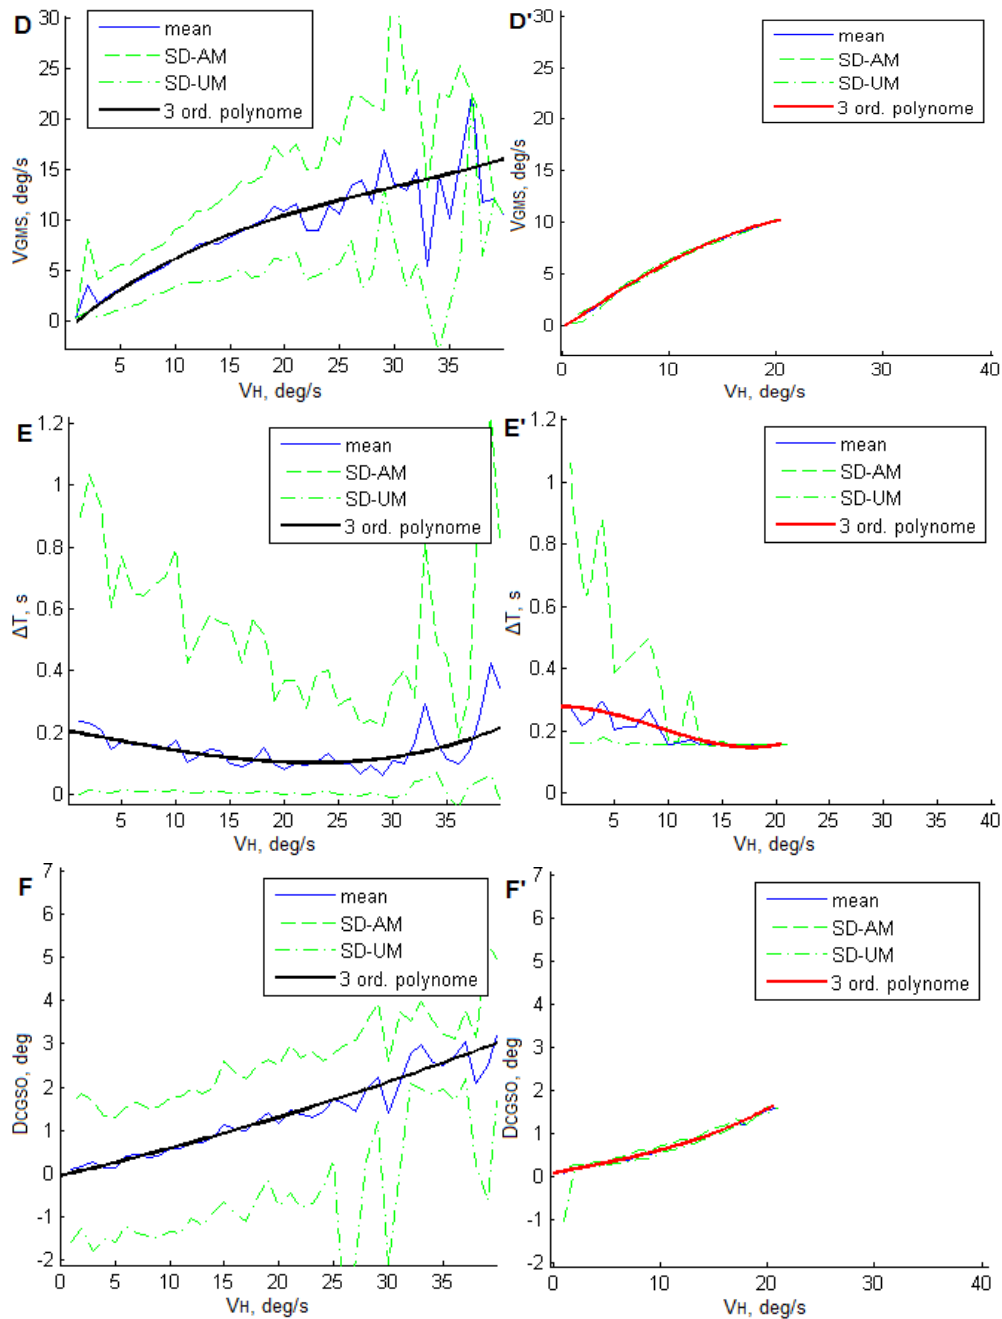 D
mean
SD-AM
SD-UM
3 ord. polynome
30
25
20
15
10
5
0
VGMS, deg/s
5 10 15 20 25 30 35
VH, deg/s
D'
mean
SD-AM
SD-UM
3 ord. polynome
30
25
20
15
10
5
0
VGMS, deg/s
0 10 20 30 40
VH, deg/s
E
mean
SD-AM
SD-UM
3 ord. polynome
1.2
1
0.8
0.6
0.4
0.2
0
ΔT, s
5 10 15 20 25 30 35
VH, deg/s
E'
mean
SD-AM
SD-UM
3 ord. polynome
1.2
1
0.8
0.6
0.4
0.2
0
ΔT, s
0 5 10 15 20 25 30 35 40
VH, deg/s
F
mean
SD-AM
SD-UM
3 ord. polynome
7
6
5
4
3
2
1
0
-1
-2
DCGSO, deg
0 5 10 15 20 25 30 35
VH, deg/s
F'
mean
SD-AM
SD-UM
3 ord. polynome
7
6
5
4
3
2
1
0
-1
-2
DCGSO, deg
0 10 20 30 40
VH, deg/s